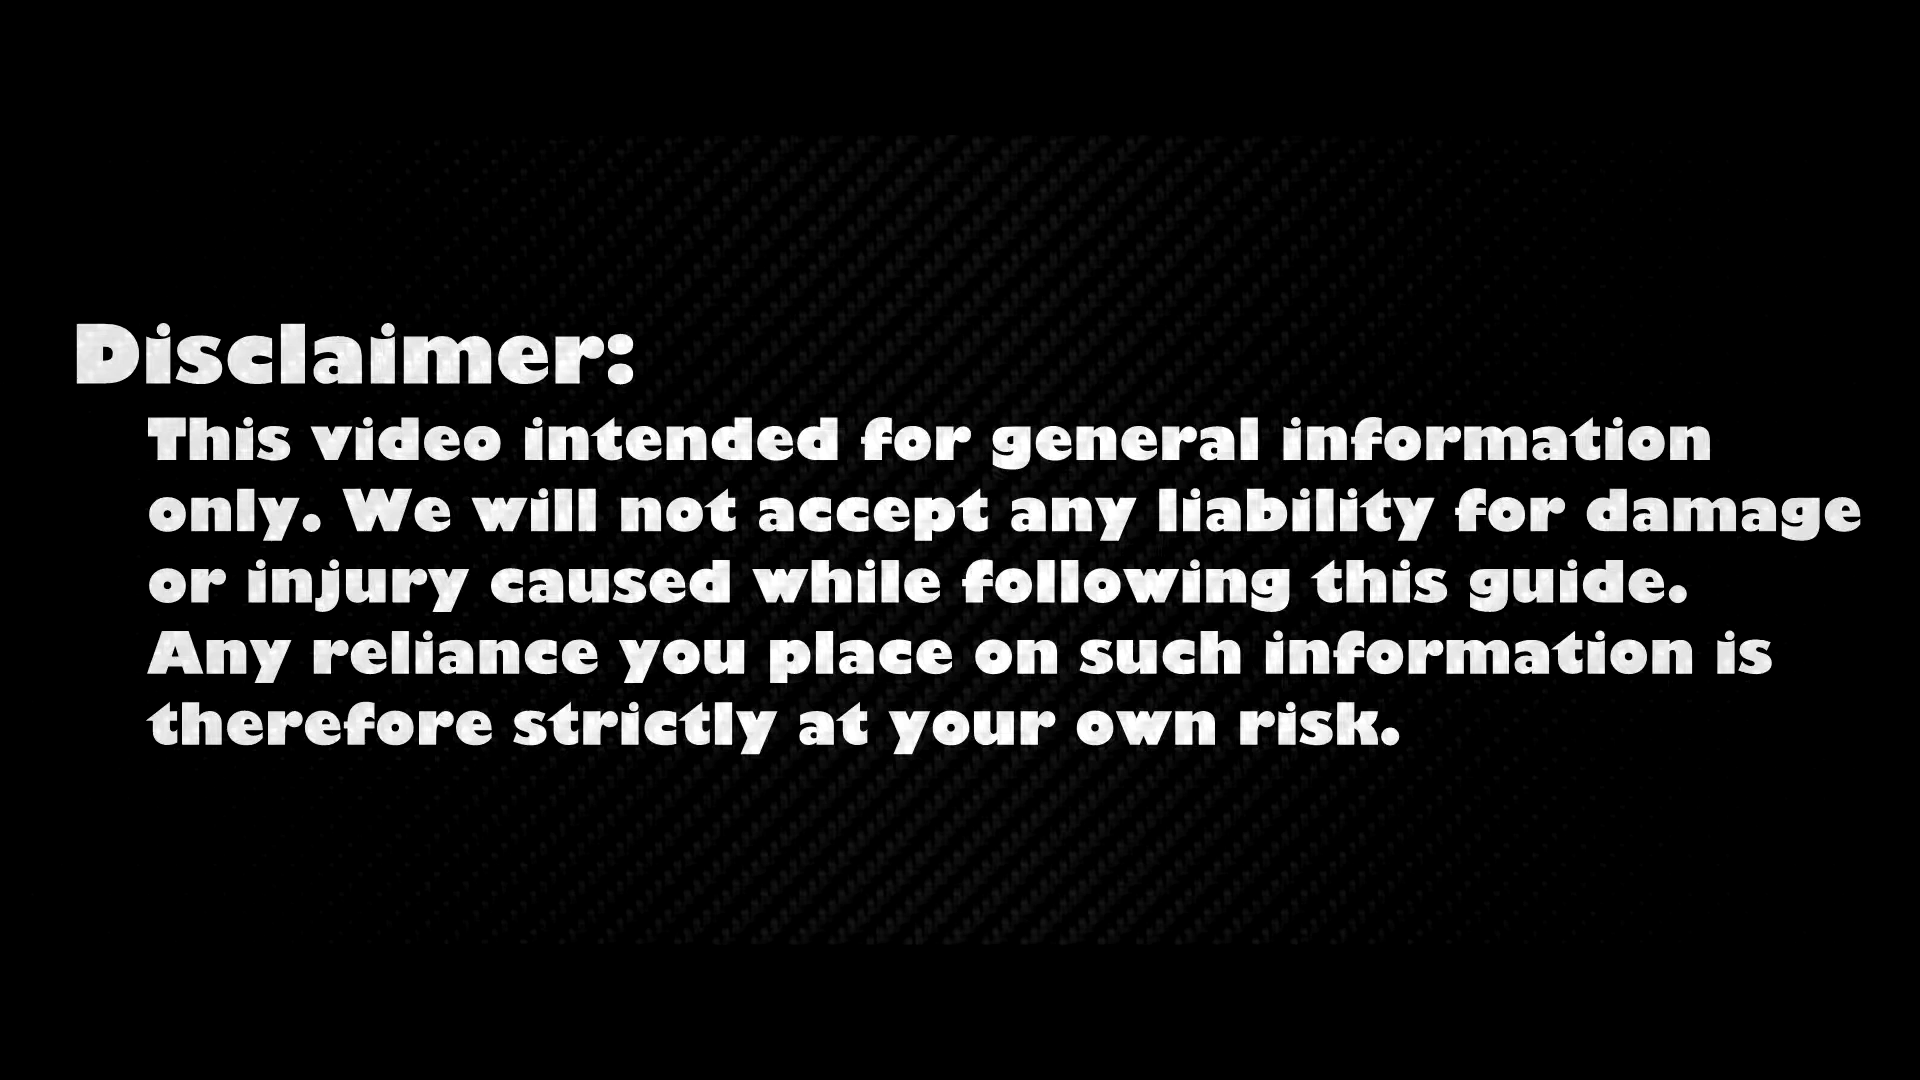 Disclaimer:
This video intended for general information
only. We will not accept any liability for damage
or injury caused while following this guide.
Any reliance you place on such information is
therefore strictly at your own risk.